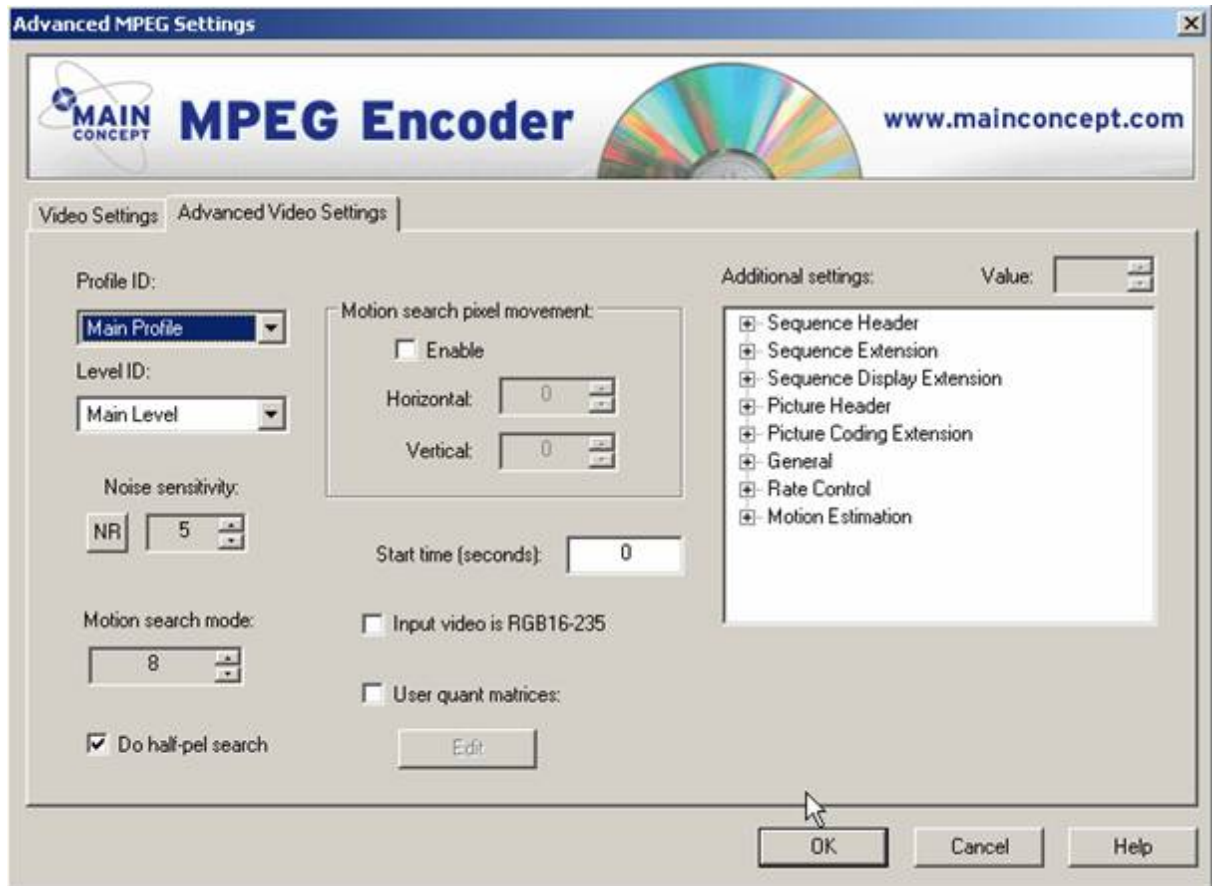 Advanced MPEG Settings
MAIN CONCEPT
MPEG Encoder
www.mainconcept.com
Video Settings
Advanced Video Settings
Profile ID:
Main Profile
Level ID:
Main Level
Noise sensitivity:
NR
5
Motion search mode:
8
Do half-pel search
Motion search pixel movement:
Enable
Horizontal:
0
Vertical:
0
Start time (seconds):
0
Input video is RGB16-235
User quant matrices:
Edit
Additional settings:
Value:
Sequence Header
Sequence Extension
Sequence Display Extension
Picture Header
Picture Coding Extension
General
Rate Control
Motion Estimation
OK
Cancel
Help